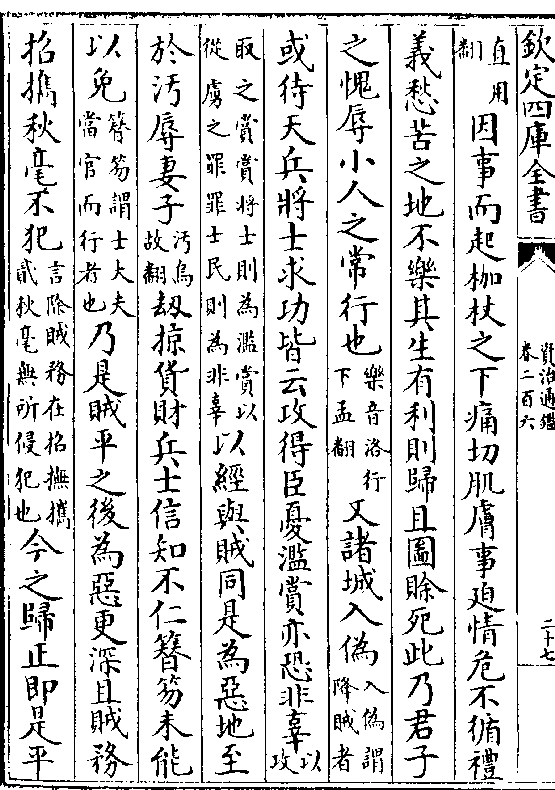 欽定四庫全書
資治通鑑
卷二百六
二十七
直用翻因事而起枷杖之下痛切肌膚事廹情危不循禮
義愁苦之地不樂其生有利則歸且圖賒死此乃君子
之愧辱小人之常行也樂音洛行下孟翻又諸城入偽入偽謂降賊者
或待天兵將士求功皆云攻得臣憂濫賞亦恐非辜以攻
取之賞賞將士則為濫賞以從虜之罪罪士民則為非辜以經與賊同是為惡地至
於汚辱妻子汚烏故翻刼掠貨財兵士信知不仁簪笏未能
以免簪笏謂士大夫當官而行者也乃是賊平之後為惡更深且賊務
招攜秋毫不犯言除賊務在招撫攜貳秋毫無所侵犯也今之歸正即是平